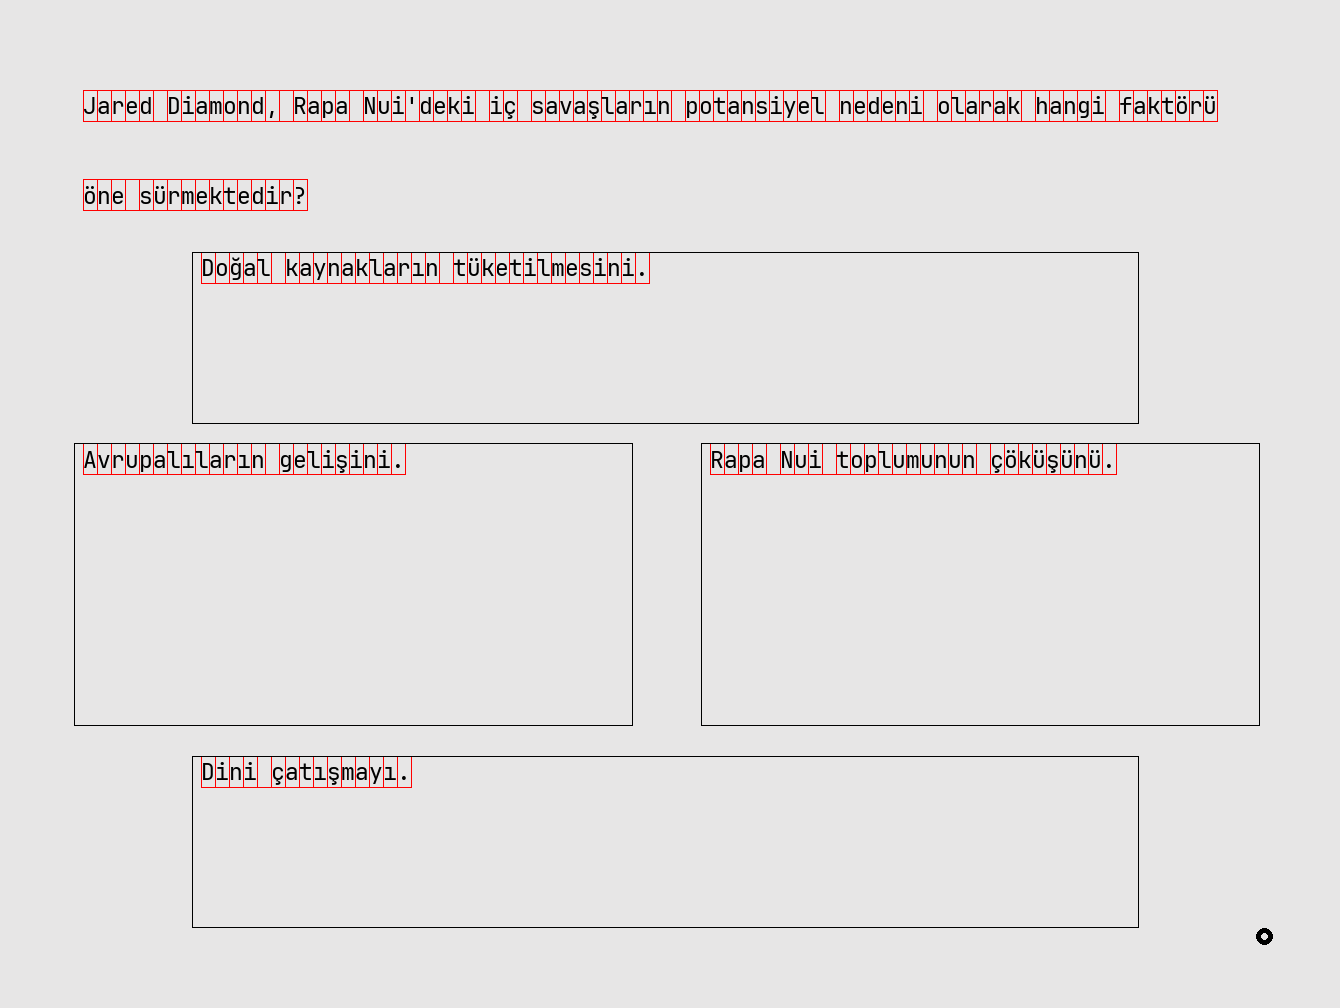 Jared Diamond, Rapa Nui'deki iç savaşların potansiyel nedeni olarak hangi faktörü
öne sürmektedir?
Doğal kaynakların tüketilmesini.
Avrupalıların gelişini.
Rapa Nui toplumunun çöküşünü.
Dini çatışmayı.